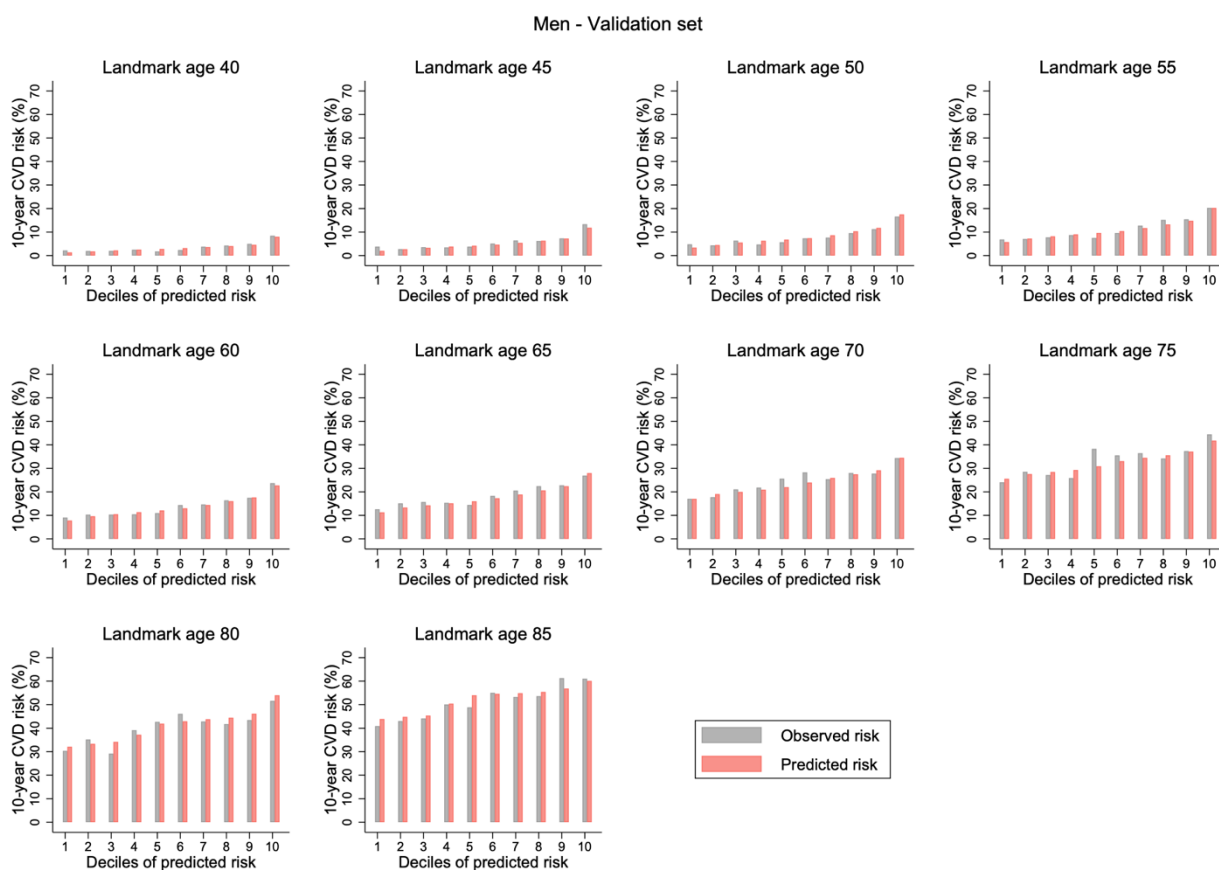 Men - Validation set
Landmark age 40
10-year CVD risk (%)
0 10 20 30 40 50 60 70
1 2 3 4 5 6 7 8 9 10
Deciles of predicted risk
Landmark age 45
10-year CVD risk (%)
0 10 20 30 40 50 60 70
1 2 3 4 5 6 7 8 9 10
Deciles of predicted risk
Landmark age 50
10-year CVD risk (%)
0 10 20 30 40 50 60 70
1 2 3 4 5 6 7 8 9 10
Deciles of predicted risk
Landmark age 55
10-year CVD risk (%)
0 10 20 30 40 50 60 70
1 2 3 4 5 6 7 8 9 10
Deciles of predicted risk
Landmark age 60
10-year CVD risk (%)
0 10 20 30 40 50 60 70
1 2 3 4 5 6 7 8 9 10
Deciles of predicted risk
Landmark age 65
10-year CVD risk (%)
0 10 20 30 40 50 60 70
1 2 3 4 5 6 7 8 9 10
Deciles of predicted risk
Landmark age 70
10-year CVD risk (%)
0 10 20 30 40 50 60 70
1 2 3 4 5 6 7 8 9 10
Deciles of predicted risk
Landmark age 75
10-year CVD risk (%)
0 10 20 30 40 50 60 70
1 2 3 4 5 6 7 8 9 10
Deciles of predicted risk
Landmark age 80
10-year CVD risk (%)
0 10 20 30 40 50 60 70
1 2 3 4 5 6 7 8 9 10
Deciles of predicted risk
Landmark age 85
10-year CVD risk (%)
0 10 20 30 40 50 60 70
1 2 3 4 5 6 7 8 9 10
Deciles of predicted risk
Observed risk
Predicted risk